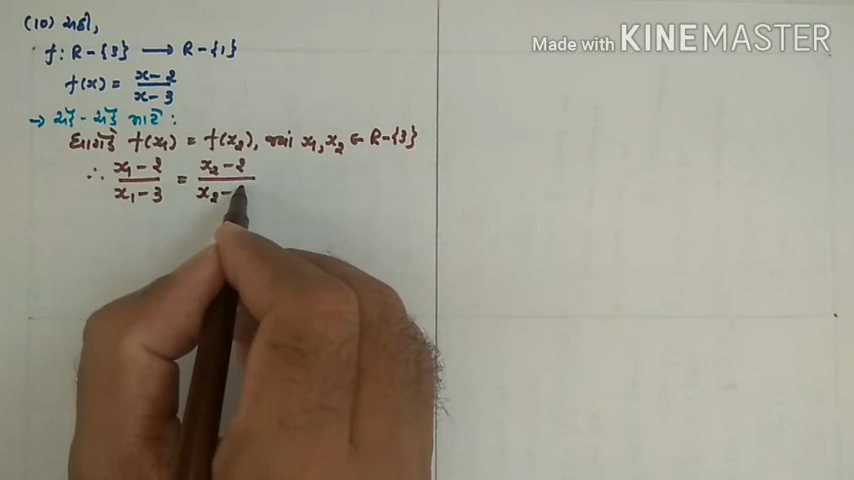 (10) અહી,
f: R-{3} → R-{1}
f(x) = x-2 / x-3
→ એક-એક માટે:
ધારોકે f(x₁) = f(x₂), જ્યાં x₁, x₂ ∈ R-{3}
∴ x₁-2 / x₁-3 = x₂-2 / x₂-
Made with KINEMASTER